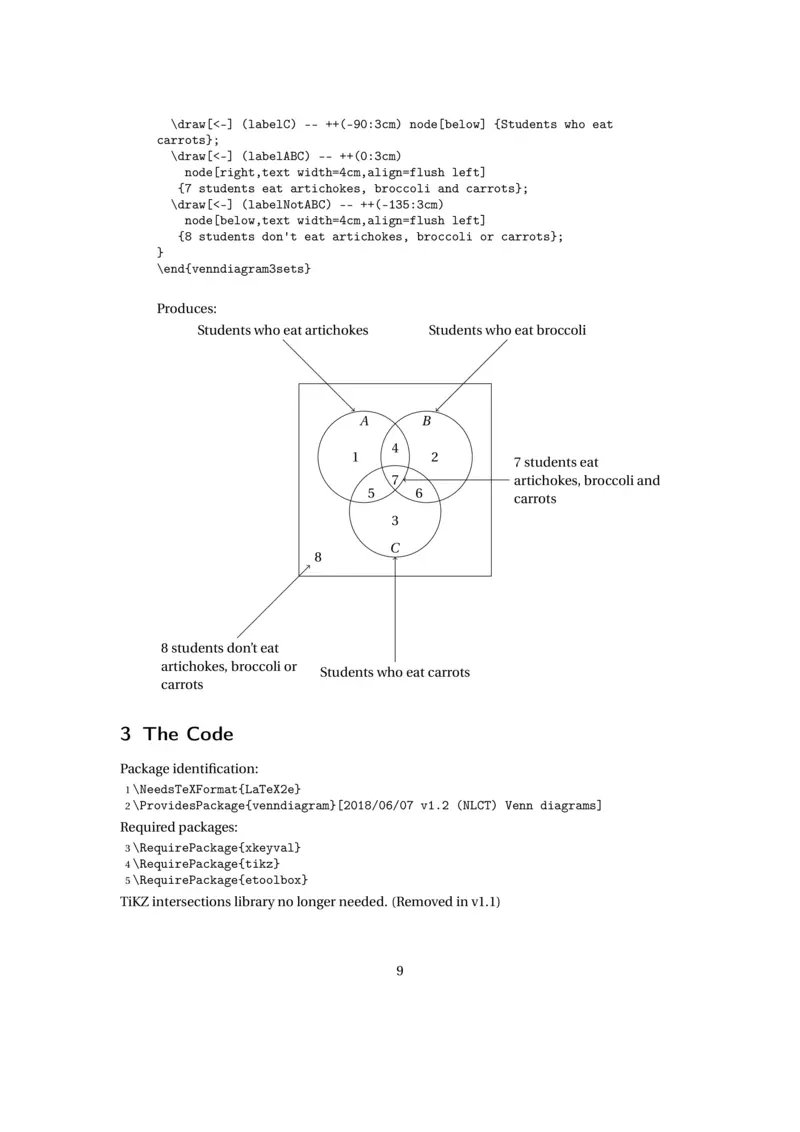 \draw[<-] (labelC) -- ++(-90:3cm) node[below] {Students who eat
carrots};
\draw[<-] (labelABC) -- ++(0:3cm)
node[right,text width=4cm,align=flush left]
{7 students eat artichokes, broccoli and carrots};
\draw[<-] (labelNotABC) -- ++(-135:3cm)
node[below,text width=4cm,align=flush left]
{8 students don't eat artichokes, broccoli or carrots};
}
\end{venndiagram3sets}
Produces:
Students who eat artichokes
Students who eat broccoli
A
B
1
4
2
7
5
6
3
C
8
7 students eat
artichokes, broccoli and
carrots
8 students don't eat
artichokes, broccoli or
carrots
Students who eat carrots
3 The Code
Package identification:
1 \NeedsTeXFormat{LaTeX2e}
2 \ProvidesPackage{venndiagram}[2018/06/07 v1.2 (NLCT) Venn diagrams]
Required packages:
3 \RequirePackage{xkeyval}
4 \RequirePackage{tikz}
5 \RequirePackage{etoolbox}
TiKZ intersections library no longer needed. (Removed in v1.1)
9